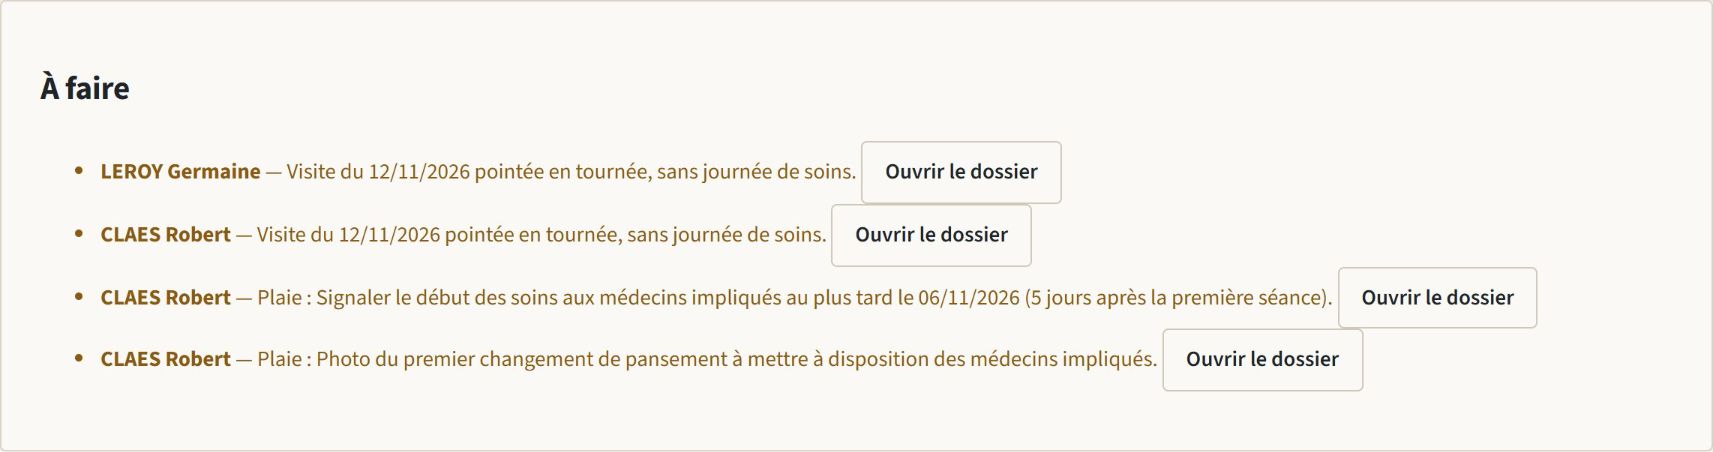 À faire
LEROY Germaine — Visite du 12/11/2026 pointée en tournée, sans journée de soins. Ouvrir le dossier
CLAES Robert — Visite du 12/11/2026 pointée en tournée, sans journée de soins. Ouvrir le dossier
CLAES Robert — Plaie : Signaler le début des soins aux médecins impliqués au plus tard le 06/11/2026 (5 jours après la première séance). Ouvrir le dossier
CLAES Robert — Plaie : Photo du premier changement de pansement à mettre à disposition des médecins impliqués. Ouvrir le dossier